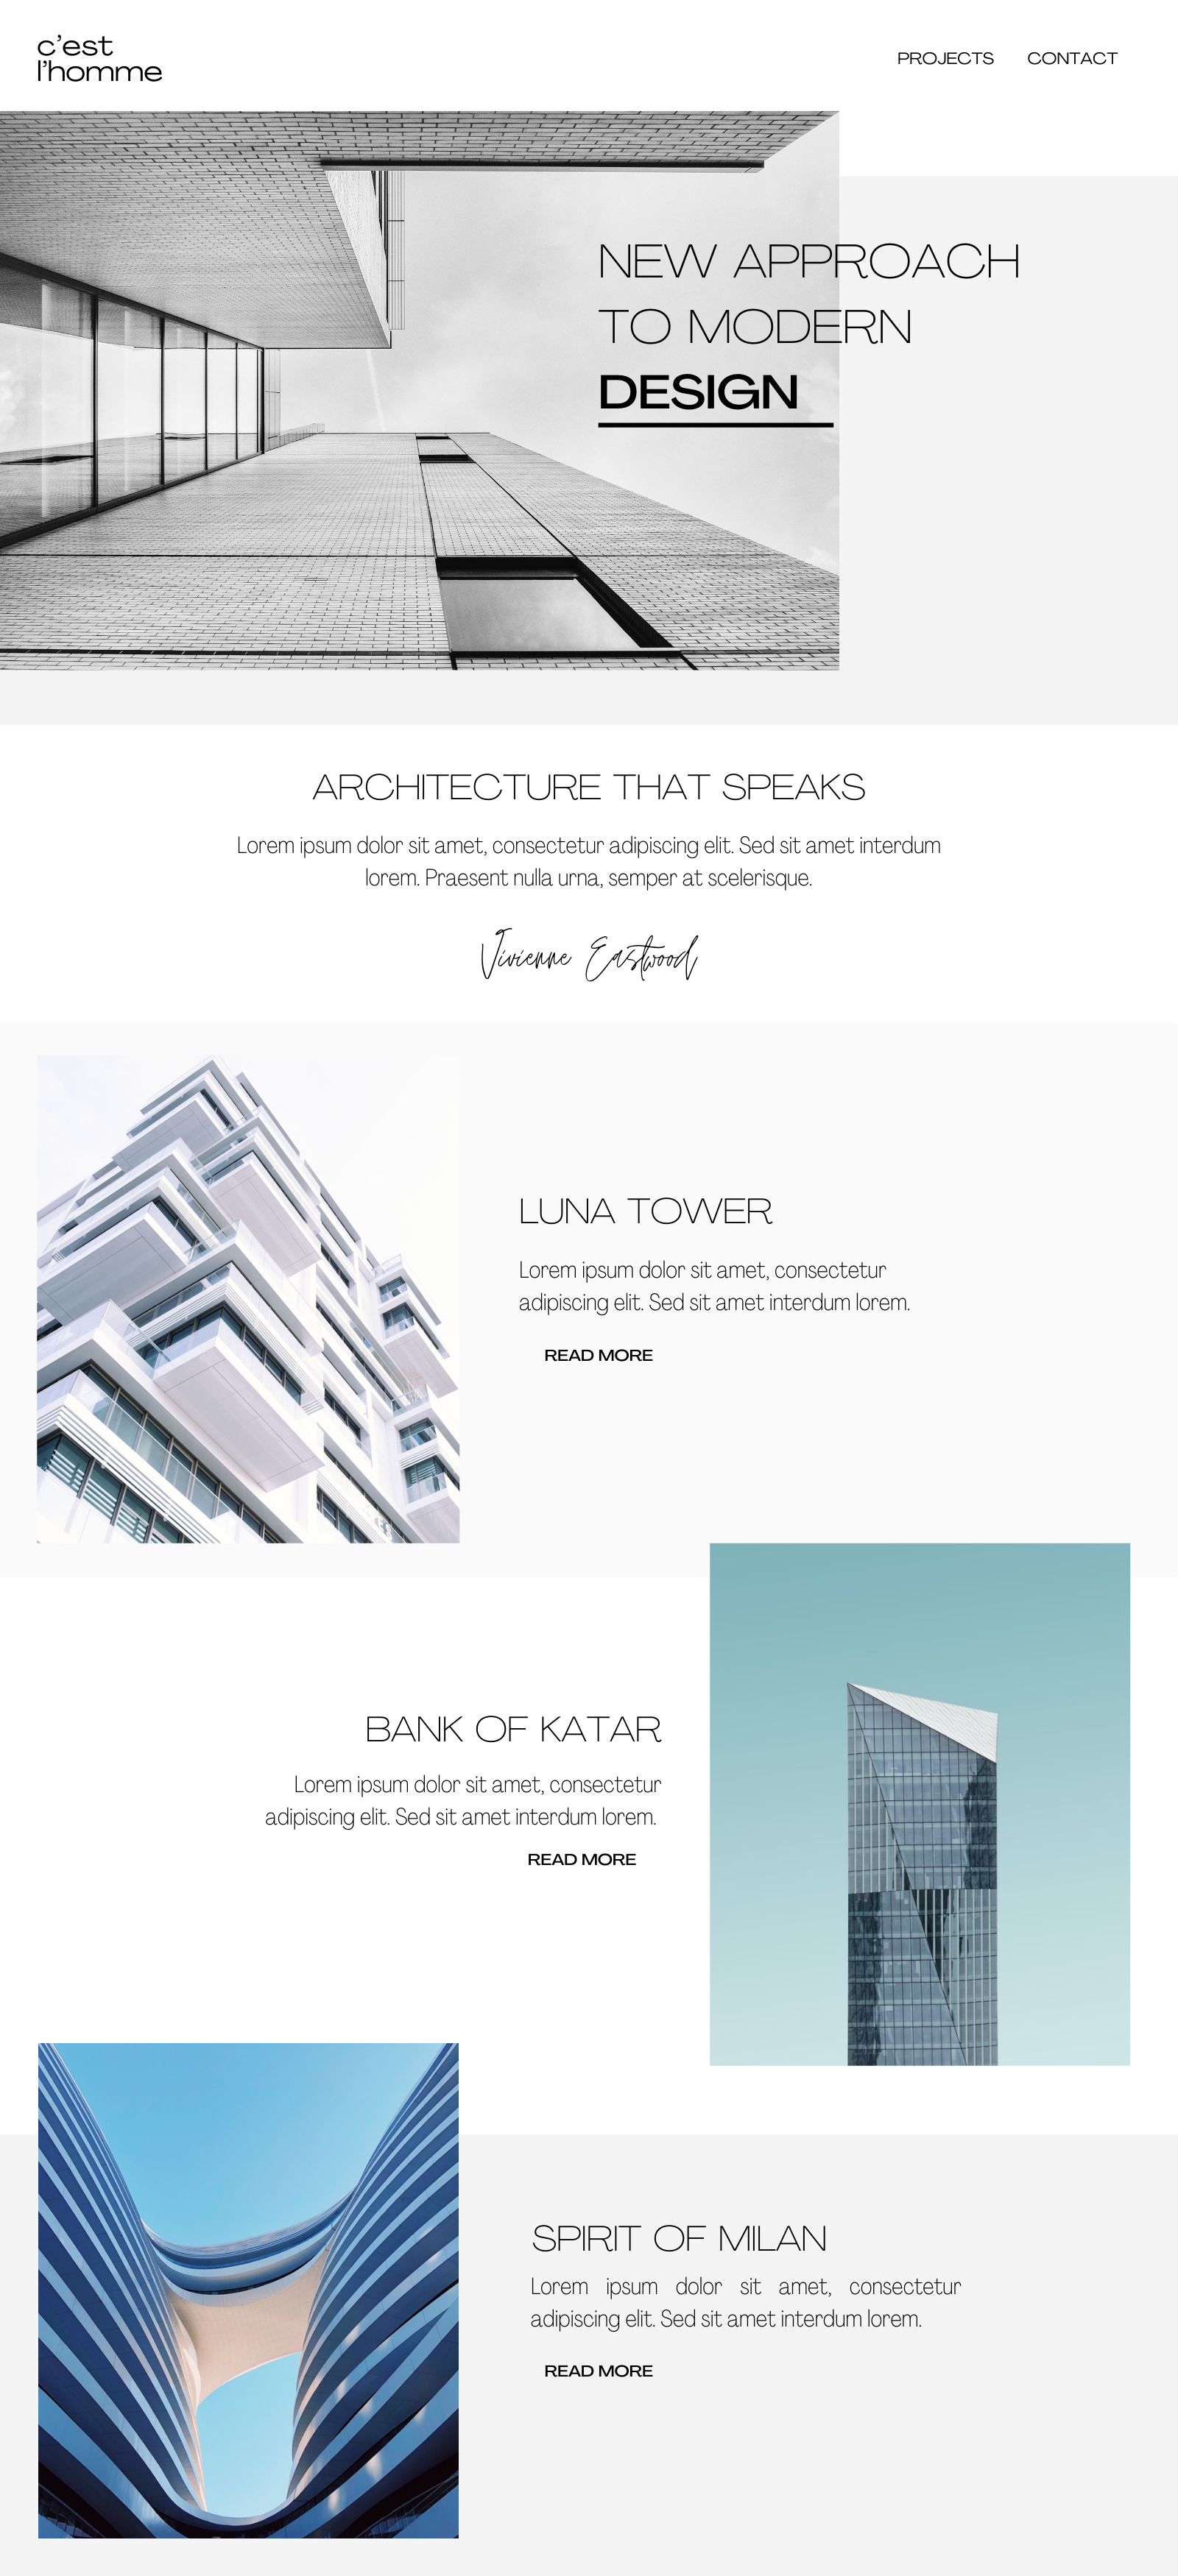 c’est
l’homme
PROJECTS CONTACT
NEW APPROACH
TO MODERN
DESIGN
ARCHITECTURE THAT SPEAKS
Lorem ipsum dolor sit amet, consectetur adipiscing elit. Sed sit amet interdum
lorem. Praesent nulla urna, semper at scelerisque.
Vivienne Eastwood
LUNA TOWER
Lorem ipsum dolor sit amet, consectetur
adipiscing elit. Sed sit amet interdum lorem.
READ MORE
BANK OF KATAR
Lorem ipsum dolor sit amet, consectetur
adipiscing elit. Sed sit amet interdum lorem.
READ MORE
SPIRIT OF MILAN
Lorem ipsum dolor sit amet, consectetur
adipiscing elit. Sed sit amet interdum lorem.
READ MORE